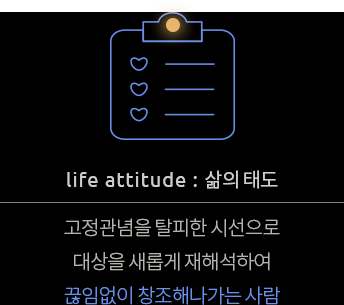 life attitude : 삶의 태도
고정관념을 탈피한 시선으로
대상을 새롭게 재해석하여
끊임없이 창조해나가는 사람